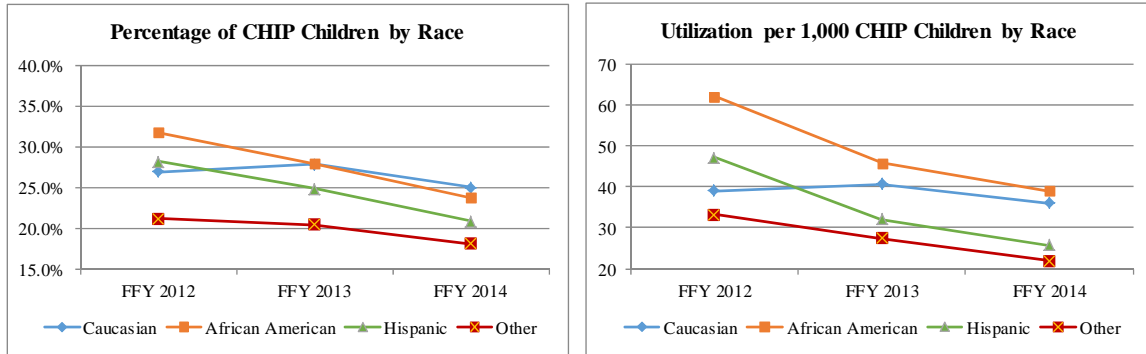 Percentage of CHIP Children by Race
40.0%
35.0%
30.0%
25.0%
20.0%
15.0%
FFY 2012 FFY 2013 FFY 2014
Caucasian African American Hispanic Other
Utilization per 1,000 CHIP Children by Race
70
60
50
40
30
20
FFY 2012 FFY 2013 FFY 2014
Caucasian African American Hispanic Other